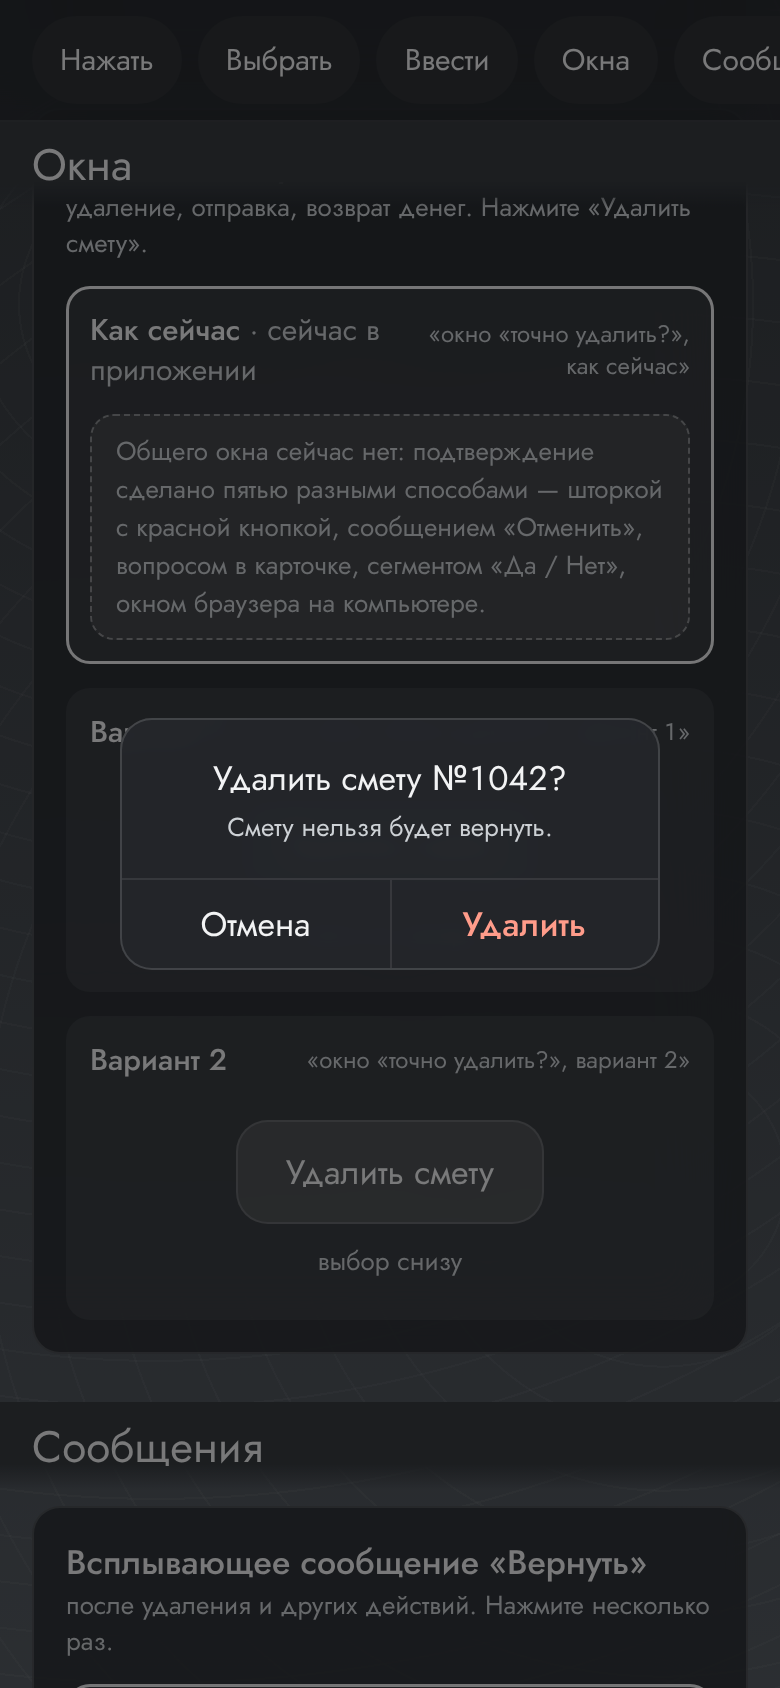 Нажать
Выбрать
Ввести
Окна
Окна
удаление, отправка, возврат денег. Нажмите «Удалить
смету».
Как сейчас · сейчас в
приложении
«окно «точно удалить?»,
как сейчас»
Общего окна сейчас нет: подтверждение
сделано пятью разными способами — шторкой
с красной кнопкой, сообщением «Отменить»,
вопросом в карточке, сегментом «Да / Нет»,
окном браузера на компьютере.
1»
Удалить смету №1042?
Смету нельзя будет вернуть.
Отмена
Удалить
Вариант 2
«окно «точно удалить?», вариант 2»
Удалить смету
выбор снизу
Сообщения
Всплывающее сообщение «Вернуть»
после удаления и других действий. Нажмите несколько
раз.